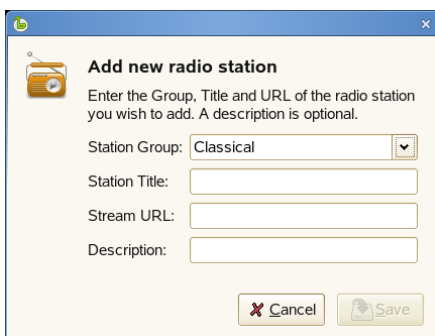 Add new radio station
Enter the Group, Title and URL of the radio station
you wish to add. A description is optional.
Station Group: Classical
Station Title:
Stream URL:
Description:
Cancel Save